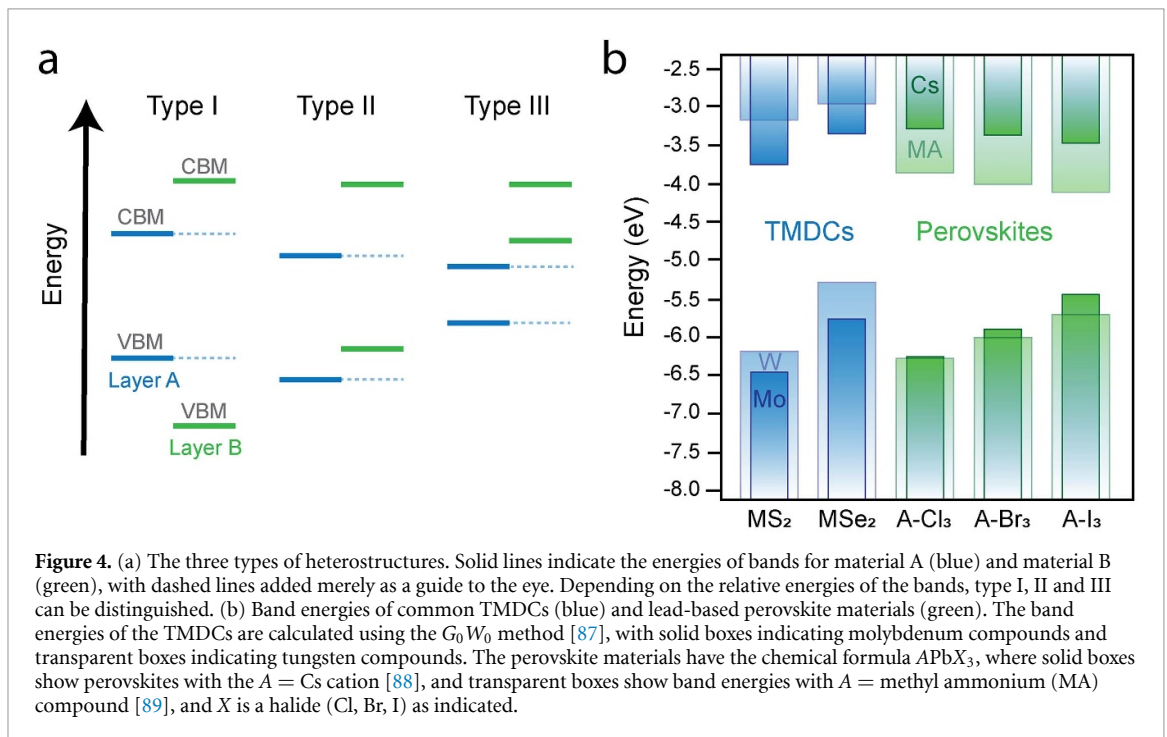 a
Type I
Type II
Type III
CBM
CBM
VBM
Layer A
VBM
Layer B
Energy
b
Energy (eV)
-2.5
-3.0
-3.5
-4.0
-4.5
-5.0
-5.5
-6.0
-6.5
-7.0
-7.5
-8.0
Cs
MA
TMDCs
Perovskites
W
Mo
MS₂
MSe₂
A-Cl₃
A-Br₃
A-I₃
Figure 4. (a) The three types of heterostructures. Solid lines indicate the energies of bands for material A (blue) and material B
(green), with dashed lines added merely as a guide to the eye. Depending on the relative energies of the bands, type I, II and III
can be distinguished. (b) Band energies of common TMDCs (blue) and lead-based perovskite materials (green). The band
energies of the TMDCs are calculated using the G₀W₀ method [87], with solid boxes indicating molybdenum compounds and
transparent boxes indicating tungsten compounds. The perovskite materials have the chemical formula APbX₃, where solid boxes
show perovskites with the A = Cs cation [88], and transparent boxes show band energies with A = methyl ammonium (MA)
compound [89], and X is a halide (Cl, Br, I) as indicated.